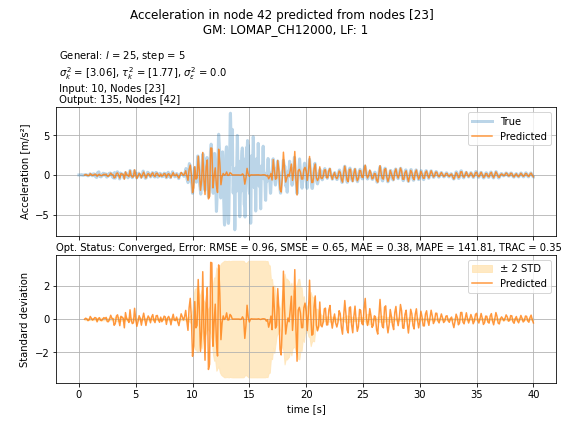 Acceleration in node 42 predicted from nodes [23]
GM: LOMAP_CH12000, LF: 1
General: l = 25, step = 5
σ²ₖ = [3.06], τ²ₖ = [1.77], σ²ε = 0.0
Input: 10, Nodes [23]
Output: 135, Nodes [42]
True
Predicted
5
0
−5
Acceleration [m/s²]
Opt. Status: Converged, Error: RMSE = 0.96, SMSE = 0.65, MAE = 0.38, MAPE = 141.81, TRAC = 0.35
± 2 STD
Predicted
2
0
−2
Standard deviation
0 5 10 15 20 25 30 35 40
time [s]